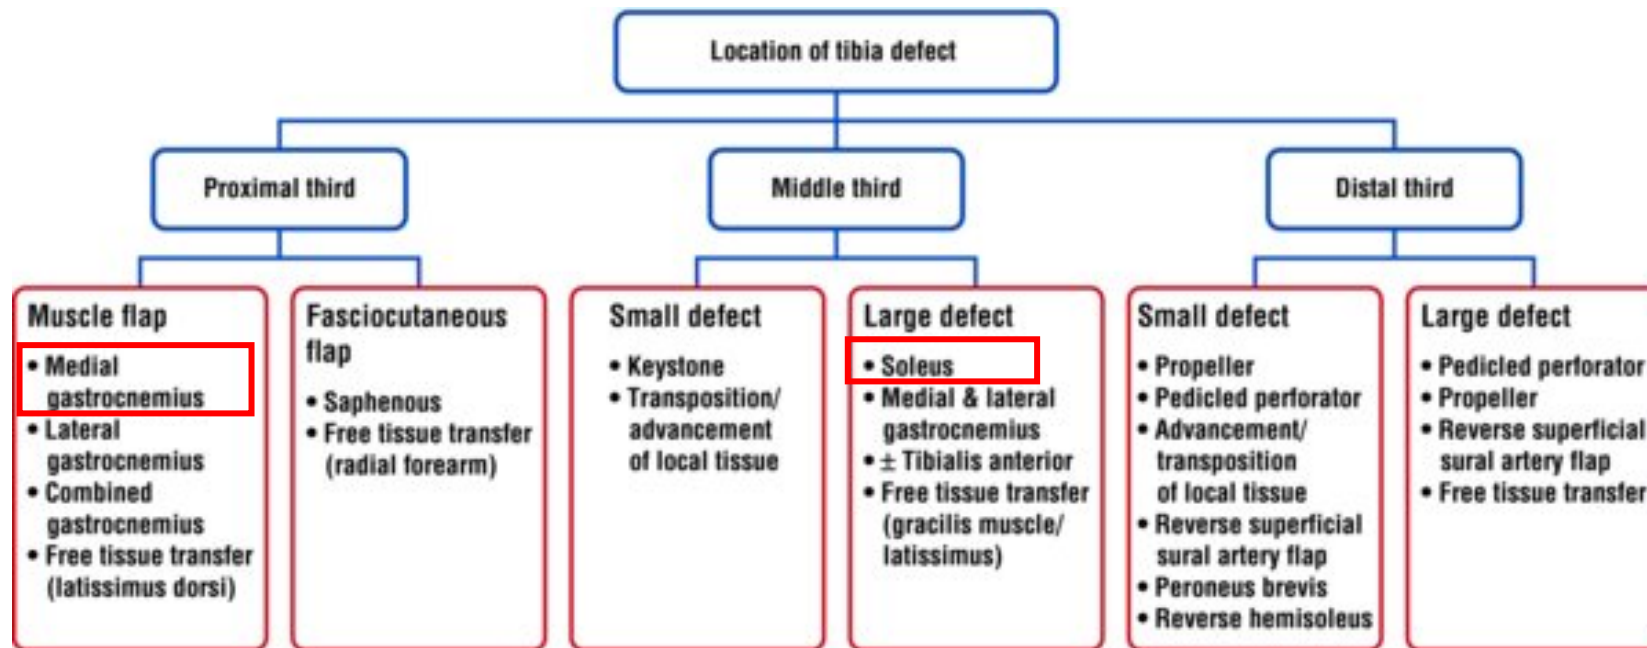 Location of tibia defect
Proximal third
Middle third
Distal third
Muscle flap
• Medial
gastrocnemius
• Lateral
gastrocnemius
• Combined
gastrocnemius
• Free tissue transfer
(latissimus dorsi)
Fasciocutaneous
flap
• Saphenous
• Free tissue transfer
(radial forearm)
Small defect
• Keystone
• Transposition/
advancement
of local tissue
Large defect
• Soleus
• Medial & lateral
gastrocnemius
• ± Tibialis anterior
• Free tissue transfer
(gracilis muscle/
latissimus)
Small defect
• Propeller
• Pedicled perforator
• Advancement/
transposition
of local tissue
• Reverse superficial
sural artery flap
• Peroneus brevis
• Reverse hemisoleus
Large defect
• Pedicled perforator
• Propeller
• Reverse superficial
sural artery flap
• Free tissue transfer